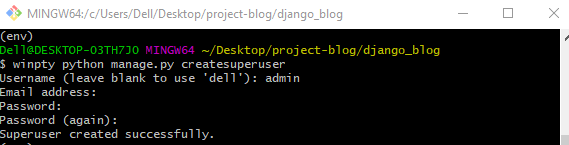 MINGW64:/c/Users/Dell/Desktop/project-blog/django_blog
(env)
Dell@DESKTOP-O3TH7JO MINGW64 ~/Desktop/project-blog/django_blog
$ winpty python manage.py createsuperuser
Username (leave blank to use 'dell'): admin
Email address:
Password:
Password (again):
Superuser created successfully.